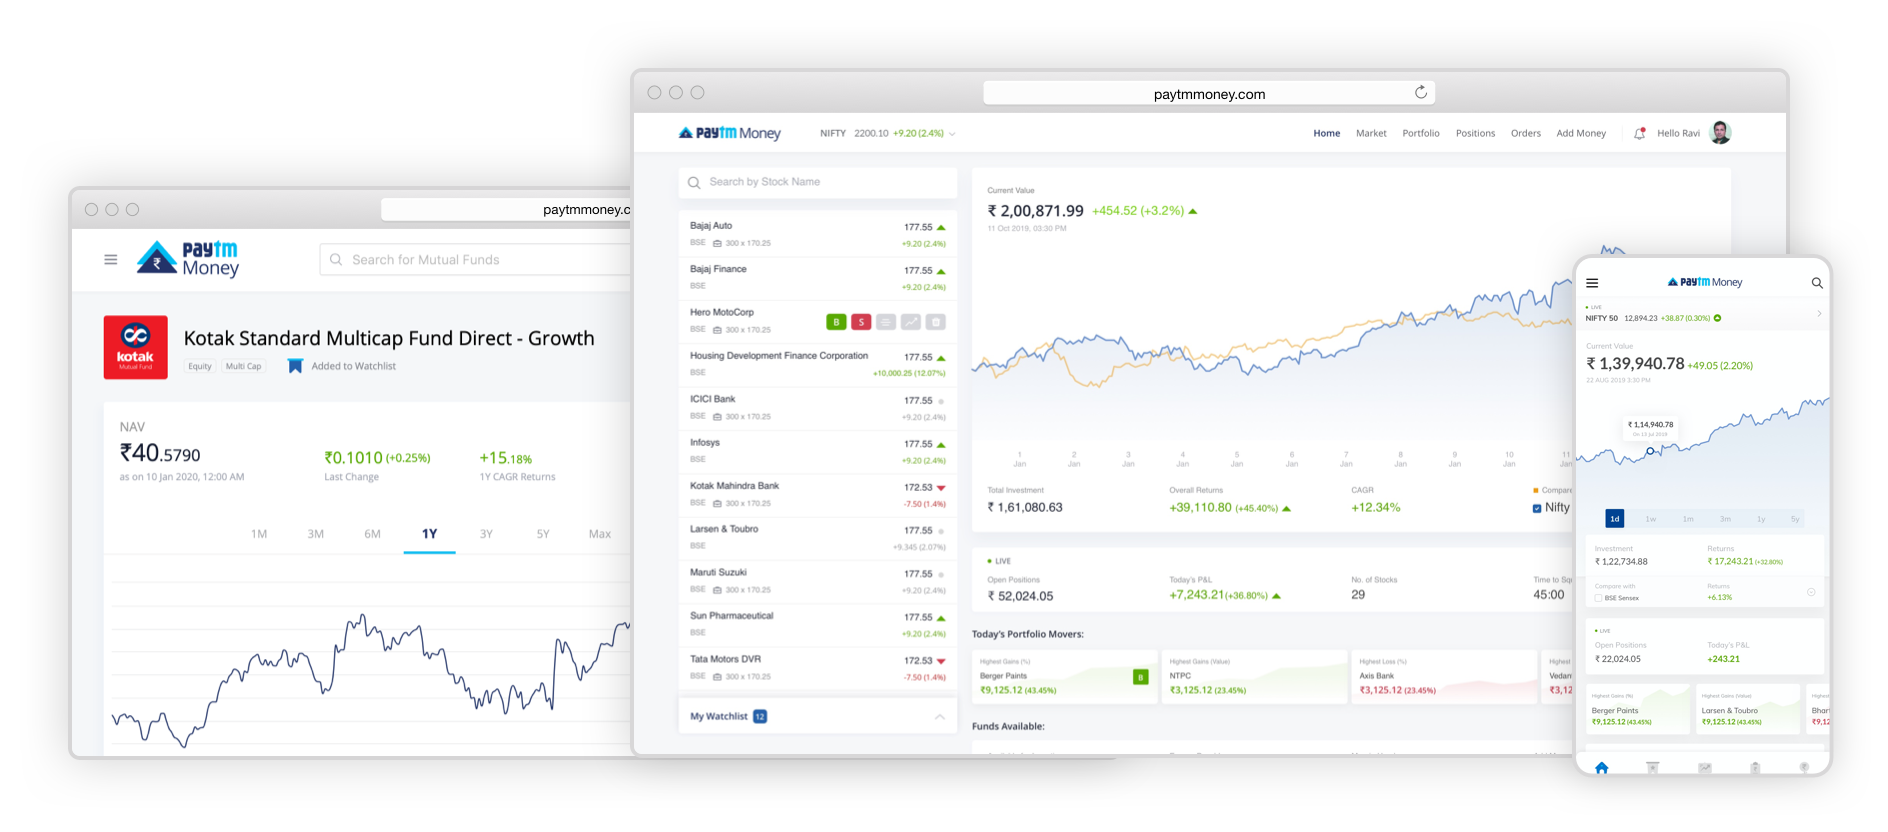 paytmmoney.c
paytm
Money
Search for Mutual Funds
kotak
Mutual Fund
Kotak Standard Multicap Fund Direct - Growth
Equity
Multi Cap
Added to Watchlist
NAV
₹40.5790
as on 10 Jan 2020, 12:00 AM
₹0.1010 (+0.25%)
Last Change
+15.18%
1Y CAGR Returns
1M 3M 6M 1Y 3Y 5Y Max
paytmmoney.com
paytm Money
NIFTY 2200.10 +9.20 (2.4%)
Home Market Portfolio Positions Orders Add Money Hello Ravi
Search by Stock Name
Bajaj Auto 177.55
BSE 300 x 170.25 +9.20 (2.4%)
Bajaj Finance 177.55
BSE +9.20 (2.4%)
Hero MotoCorp
BSE 300 x 170.25 B S
Housing Development Finance Corporation 177.55
BSE +10,000.25 (12.07%)
ICICI Bank 177.55
BSE 300 x 170.25 +9.20 (2.4%)
Infosys 177.55
BSE +9.20 (2.4%)
Kotak Mahindra Bank 172.53
BSE 300 x 170.25 -7.50 (1.4%)
Larsen & Toubro 177.55
BSE +9,345 (2.07%)
Maruti Suzuki 177.55
BSE 300 x 170.25 +9.20 (2.4%)
Sun Pharmaceutical 177.55
BSE +9.20 (2.4%)
Tata Motors DVR 172.53
BSE 300 x 170.25 -7.50 (1.4%)
My Watchlist 12
Current Value
₹ 2,00,871.99 +454.52 (+3.2%)
11 Oct 2019, 03:30 PM
1 2 3 4 5 6 7 8 9 10 11
Jan Jan Jan Jan Jan Jan Jan Jan Jan Jan Jan
Total Investment Overall Returns CAGR Compare
₹ 1,61,080.63 +39,110.80 (+45.40%) +12.34% Nifty
LIVE
Open Positions Today's P&L No. of Stocks Time to Sq
₹ 52,024.05 +7,243.21(+36.80%) 29 45:00
Today's Portfolio Movers:
Highest Gains (%) Highest Gains (Value) Highest Loss (%) Highest
Berger Paints B NTPC Axis Bank Vedan
₹9,125.12 (43.45%) ₹3,125.12 (23.45%) ₹3,125.12 (23.45%) ₹3,12
Funds Available:
paytm Money
LIVE
NIFTY 50 12,894.23 +38.87 (0.30%)
Current Value
₹ 1,39,940.78 +49.05 (2.20%)
22 AUG 2019 3:30 PM
₹ 1,14,940.78
On 13 Jul 2019
1d 1w 1m 3m 1y 5y
Investment Returns
₹ 1,22,734.88 ₹ 17,243.21 (+32.80%)
Compare with Returns
BSE Sensex +6.13%
LIVE
Open Positions Today's P&L
₹ 22,024.05 +243.21
Highest Gains (%) Highest Gains (Value) Highes
Berger Paints Larsen & Toubro Bhar
₹9,125.12 (43.45%) ₹9,125.12 (43.45%) ₹9,12